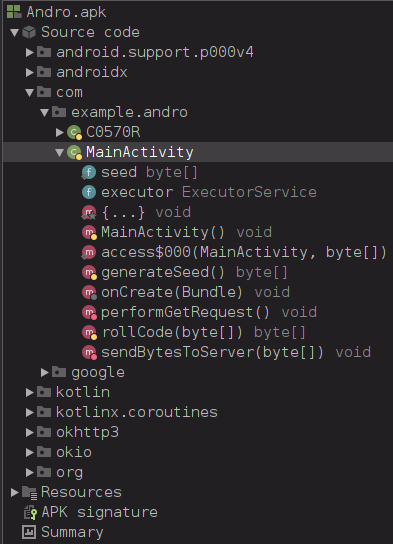 Andro.apk
Source code
android.support.p000v4
androidx
com
example.andro
C0570R
MainActivity
seed byte[]
executor ExecutorService
{...} void
MainActivity() void
access$000(MainActivity, byte[])
generateSeed() byte[]
onCreate(Bundle) void
performGetRequest() void
rollCode(byte[]) byte[]
sendBytesToServer(byte[]) void
google
kotlin
kotlinx.coroutines
okhttp3
okio
org
Resources
APK signature
Summary